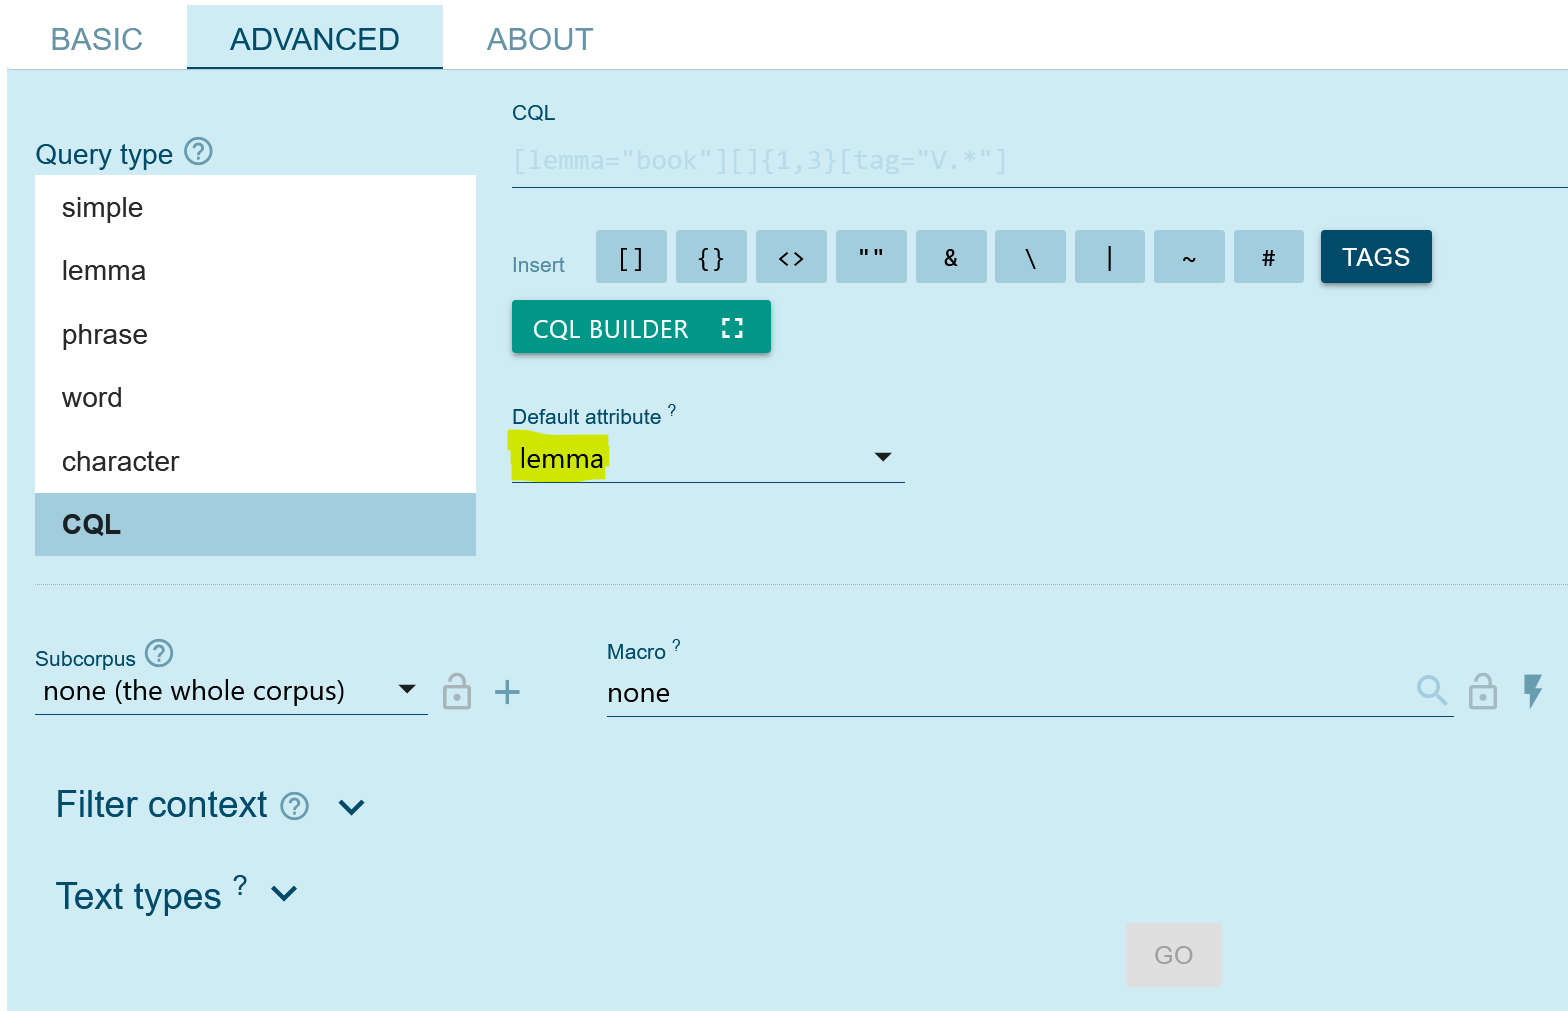 BASIC ADVANCED ABOUT
CQL
[lemma="book"][]{1,3}[tag="V.*"]
Query type ?
simple
lemma
phrase
word
character
CQL
Insert [] {} <> "" & \ | ~ # TAGS
CQL BUILDER
Default attribute ?
lemma
Subcorpus ?
none (the whole corpus)
Macro ?
none
Filter context ?
Text types ?
GO